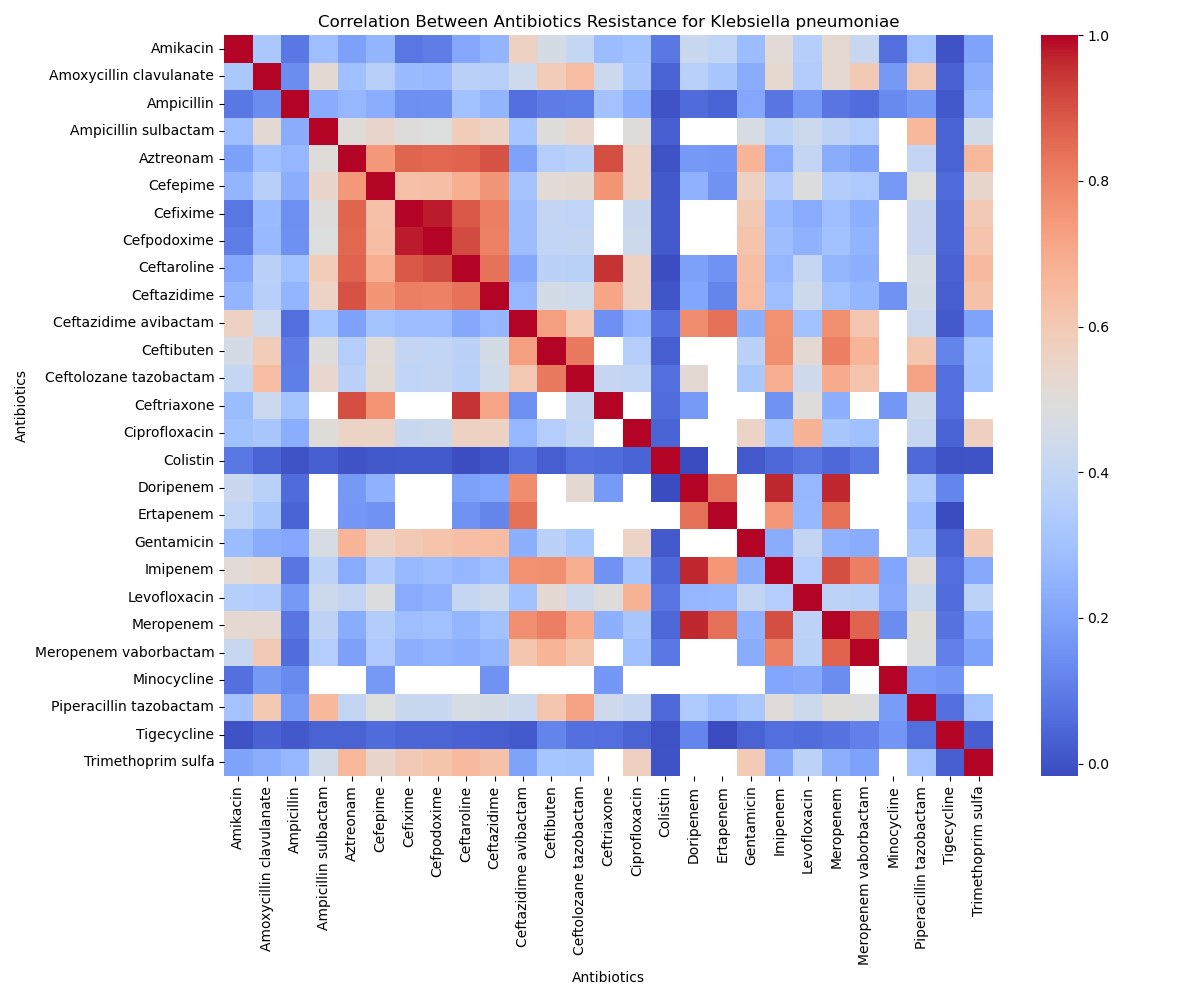 Correlation Between Antibiotics Resistance for Klebsiella pneumoniae
Antibiotics
Amikacin
Amoxycillin clavulanate
Ampicillin
Ampicillin sulbactam
Aztreonam
Cefepime
Cefixime
Cefpodoxime
Ceftaroline
Ceftazidime
Ceftazidime avibactam
Ceftibuten
Ceftolozane tazobactam
Ceftriaxone
Ciprofloxacin
Colistin
Doripenem
Ertapenem
Gentamicin
Imipenem
Levofloxacin
Meropenem
Meropenem vaborbactam
Minocycline
Piperacillin tazobactam
Tigecycline
Trimethoprim sulfa
Amikacin
Amoxycillin clavulanate
Ampicillin
Ampicillin sulbactam
Aztreonam
Cefepime
Cefixime
Cefpodoxime
Ceftaroline
Ceftazidime
Ceftazidime avibactam
Ceftibuten
Ceftolozane tazobactam
Ceftriaxone
Ciprofloxacin
Colistin
Doripenem
Ertapenem
Gentamicin
Imipenem
Levofloxacin
Meropenem
Meropenem vaborbactam
Minocycline
Piperacillin tazobactam
Tigecycline
Trimethoprim sulfa
Antibiotics
1.0
0.8
0.6
0.4
0.2
0.0